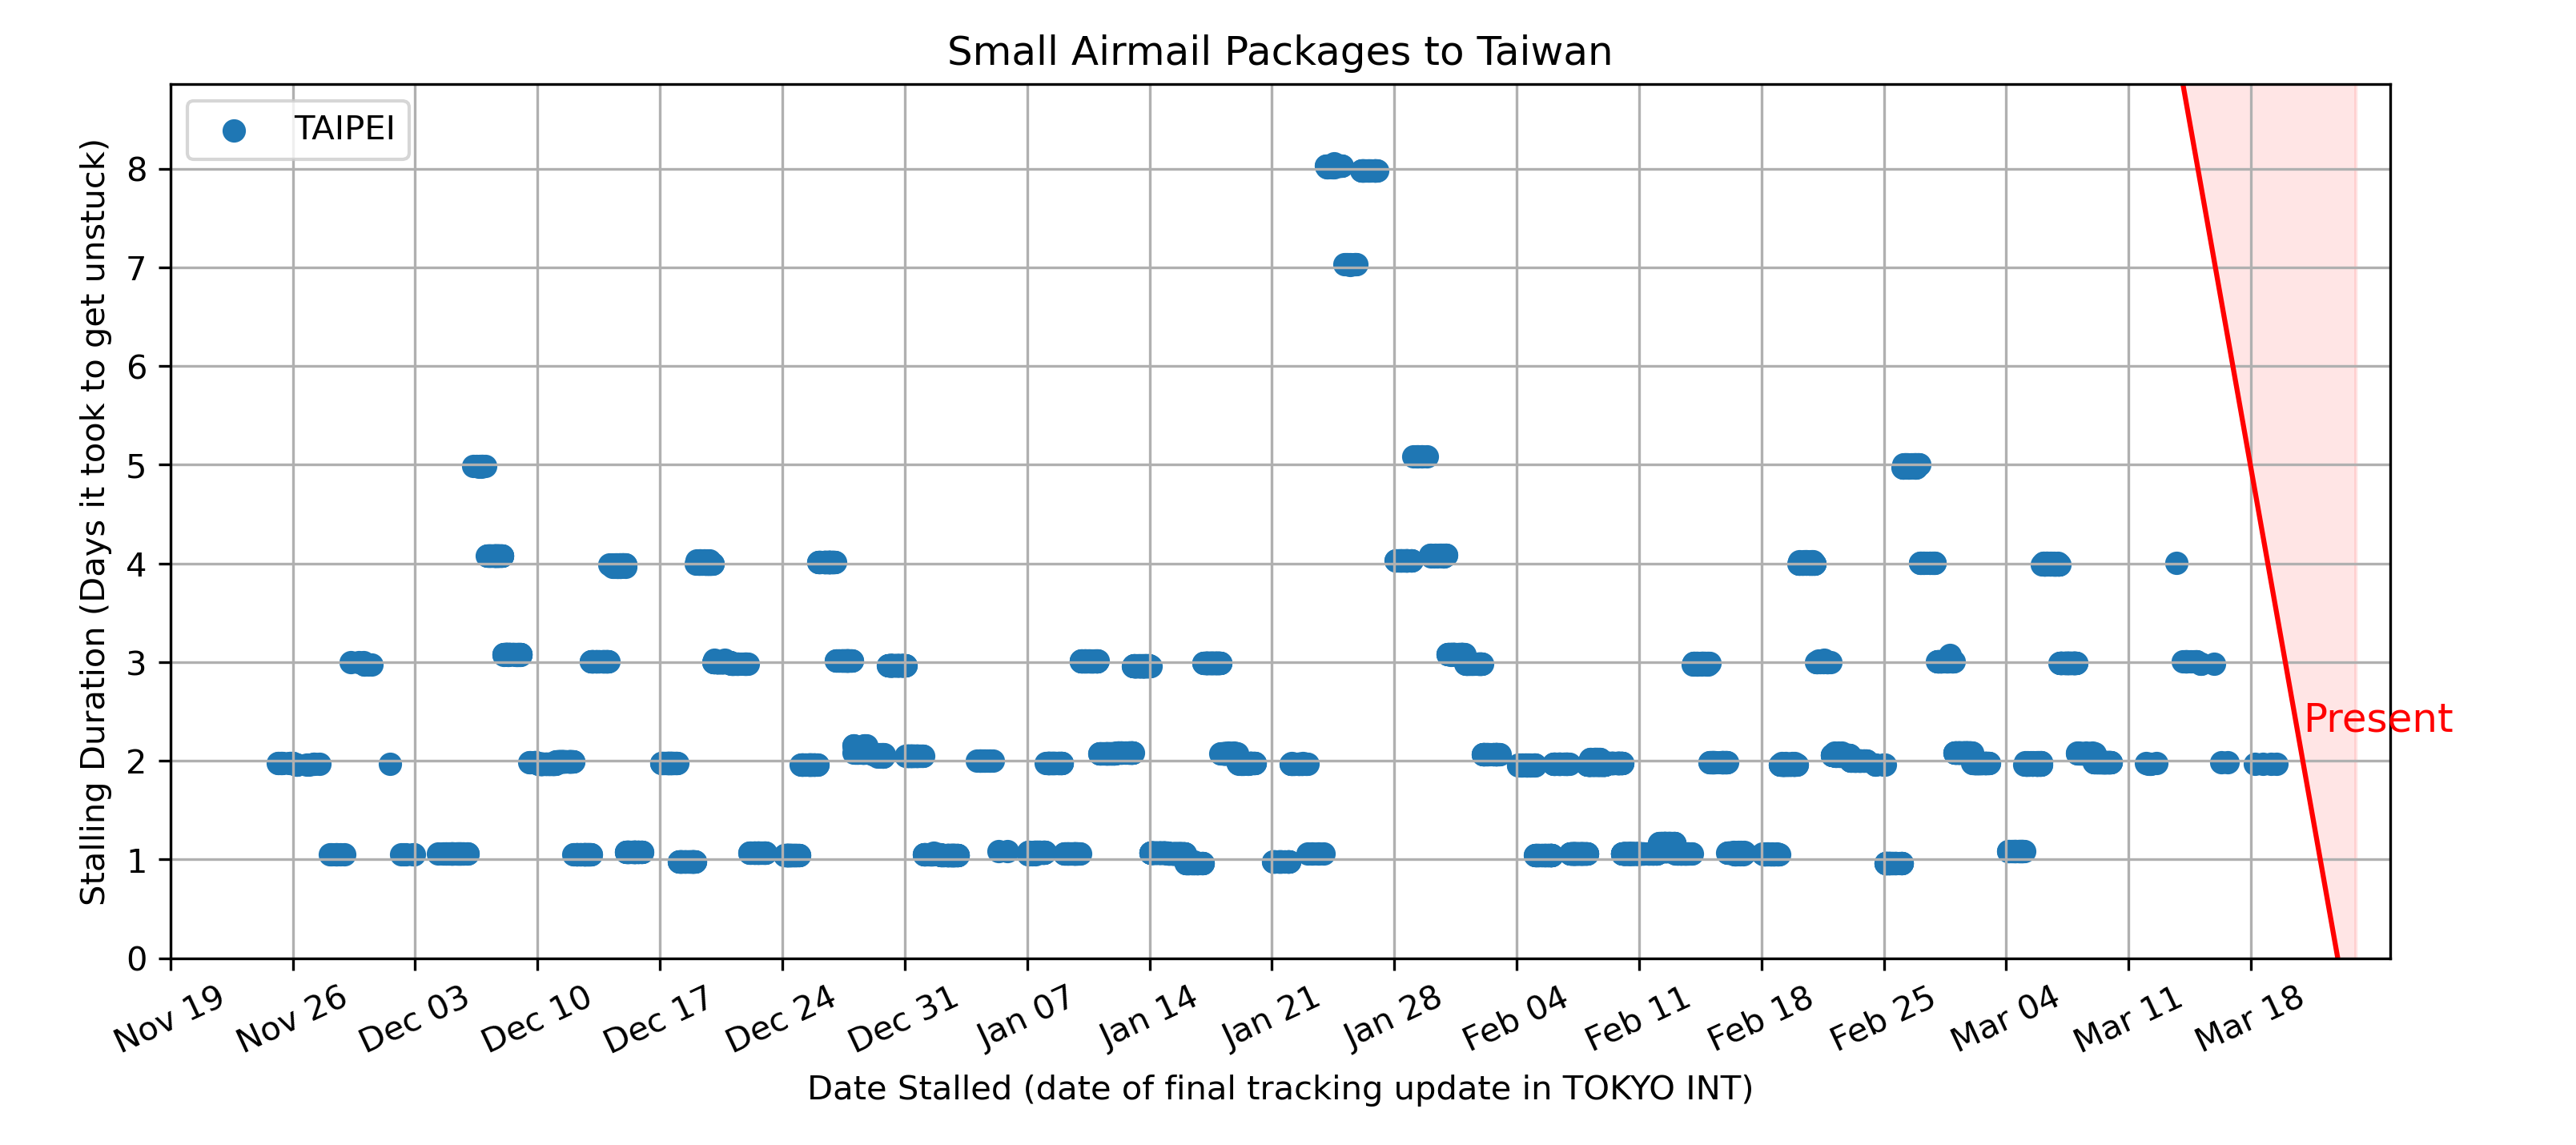 Small Airmail Packages to Taiwan
TAIPEI
Stalling Duration (Days it took to get unstuck)
8
7
6
5
4
3
2
1
0
Present
Nov 19 Nov 26 Dec 03 Dec 10 Dec 17 Dec 24 Dec 31 Jan 07 Jan 14 Jan 21 Jan 28 Feb 04 Feb 11 Feb 18 Feb 25 Mar 04 Mar 11 Mar 18
Date Stalled (date of final tracking update in TOKYO INT)